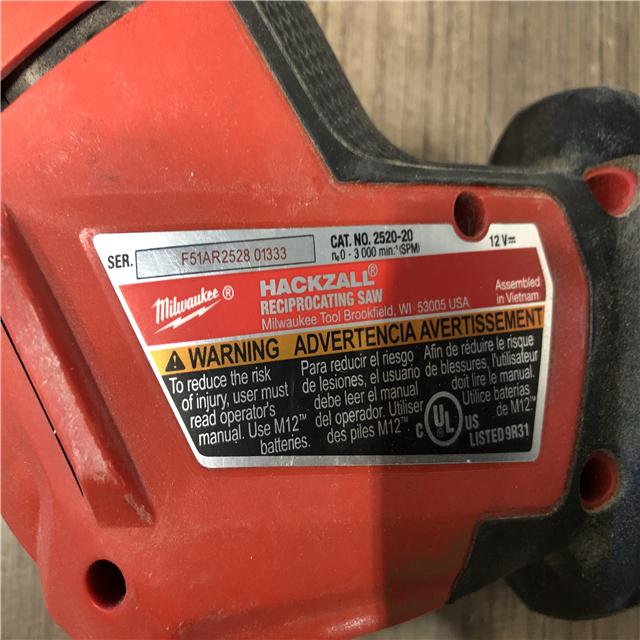 SER. F51AR2528 01333
CAT. NO. 2520-20
n₀ 0 - 3 000 min.⁻¹(SPM)
12 V⎓
Milwaukee®
HACKZALL®
RECIPROCATING SAW
Milwaukee Tool Brookfield, WI 53005 USA
Assembled
in Vietnam
WARNING ADVERTENCIA AVERTISSEMENT
To reduce the risk
of injury, user must
read operator's
manual. Use M12™
batteries.
Para reducir el riesgo
de lesiones, el usuario
debe leer el manual
del operador. Utiliser
des piles M12™.
Afin de réduire le risque
de blessures, l'utilisateur
doit lire le manual.
Utilice baterias
de M12™.
C UL US
LISTED 9R31